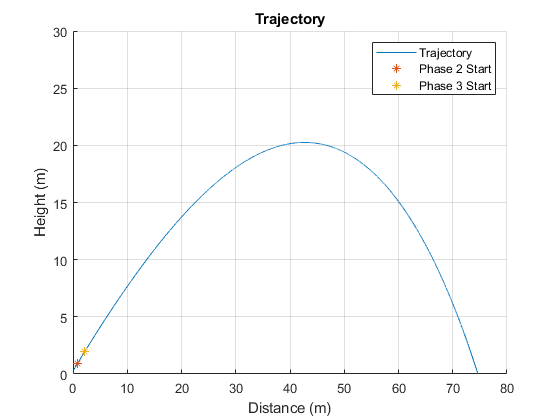 Trajectory
Trajectory
Phase 2 Start
Phase 3 Start
30
25
20
15
10
5
0
Height (m)
0 10 20 30 40 50 60 70 80
Distance (m)